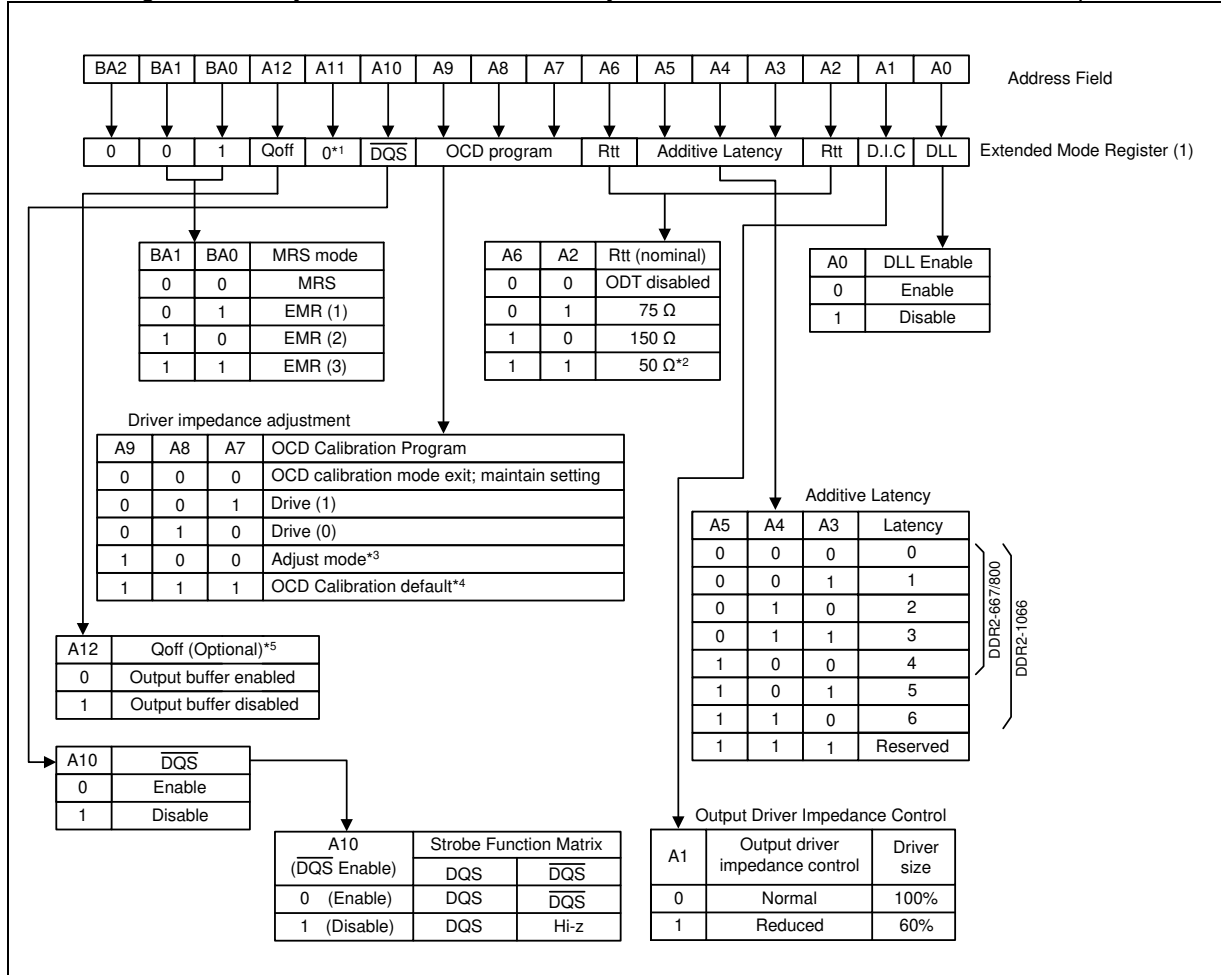 BA2 BA1 BA0 A12 A11 A10 A9 A8 A7 A6 A5 A4 A3 A2 A1 A0 Address Field
0 0 1 Qoff 0*1 DQS OCD program Rtt Additive Latency Rtt D.I.C DLL Extended Mode Register (1)
BA1 BA0 MRS mode
0 0 MRS
0 1 EMR (1)
1 0 EMR (2)
1 1 EMR (3)
A6 A2 Rtt (nominal)
0 0 ODT disabled
0 1 75 Ω
1 0 150 Ω
1 1 50 Ω*2
A0 DLL Enable
0 Enable
1 Disable
Driver impedance adjustment
A9 A8 A7 OCD Calibration Program
0 0 0 OCD calibration mode exit; maintain setting
0 0 1 Drive (1)
0 1 0 Drive (0)
1 0 0 Adjust mode*3
1 1 1 OCD Calibration default*4
Additive Latency
A5 A4 A3 Latency
0 0 0 0
0 0 1 1
0 1 0 2
0 1 1 3
1 0 0 4
1 0 1 5
1 1 0 6
1 1 1 Reserved
DDR2-667/800
DDR2-1066
A12 Qoff (Optional)*5
0 Output buffer enabled
1 Output buffer disabled
A10 DQS
0 Enable
1 Disable
A10 (DQS Enable) Strobe Function Matrix
DQS DQS
0 (Enable) DQS DQS
1 (Disable) DQS Hi-z
Output Driver Impedance Control
A1 Output driver impedance control Driver size
0 Normal 100%
1 Reduced 60%